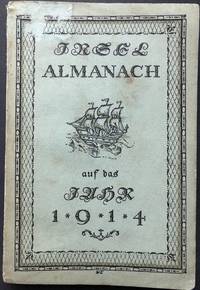 INSEL
ALMANACH
auf das
JAHR
1*9*1*4